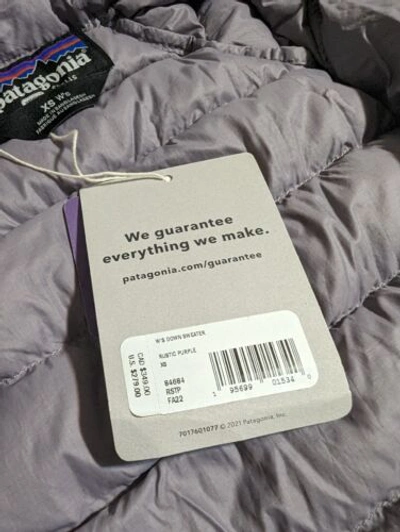 patagonia
XS W'S
We guarantee
everything we make.
patagonia.com/guarantee
W'S DOWN SWEATER
RUSTIC PURPLE
XS
84684
RSTP
FA22
CAD $349.00
U.S. $279.00
1 95699 01534 0
7017601077 © 2021 Patagonia, Inc.